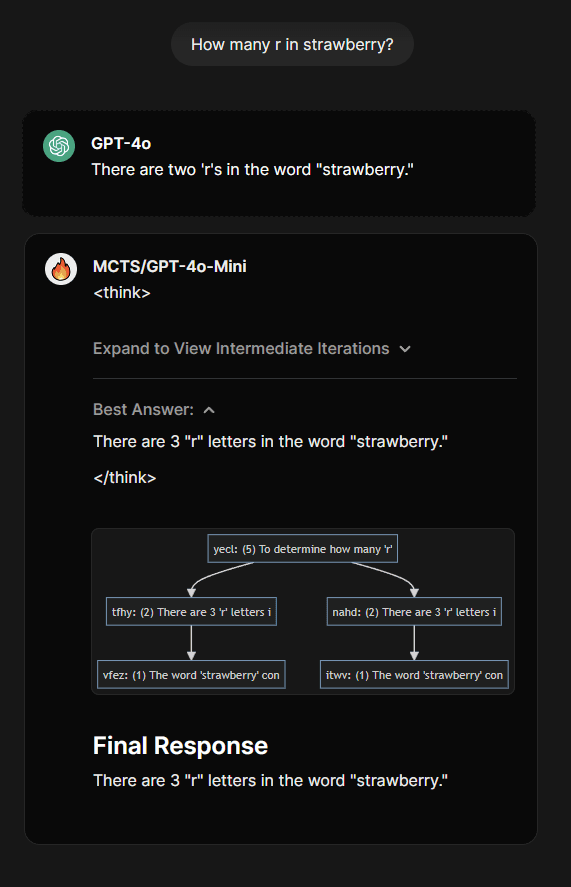 How many r in strawberry?
GPT-4o
There are two 'r's in the word "strawberry."
MCTS/GPT-4o-Mini
<think>
Expand to View Intermediate Iterations
Best Answer:
There are 3 "r" letters in the word "strawberry."
</think>
yecl: (5) To determine how many 'r'
tfhy: (2) There are 3 'r' letters i
nahd: (2) There are 3 'r' letters i
vfez: (1) The word 'strawberry' con
itwv: (1) The word 'strawberry' con
Final Response
There are 3 "r" letters in the word "strawberry."